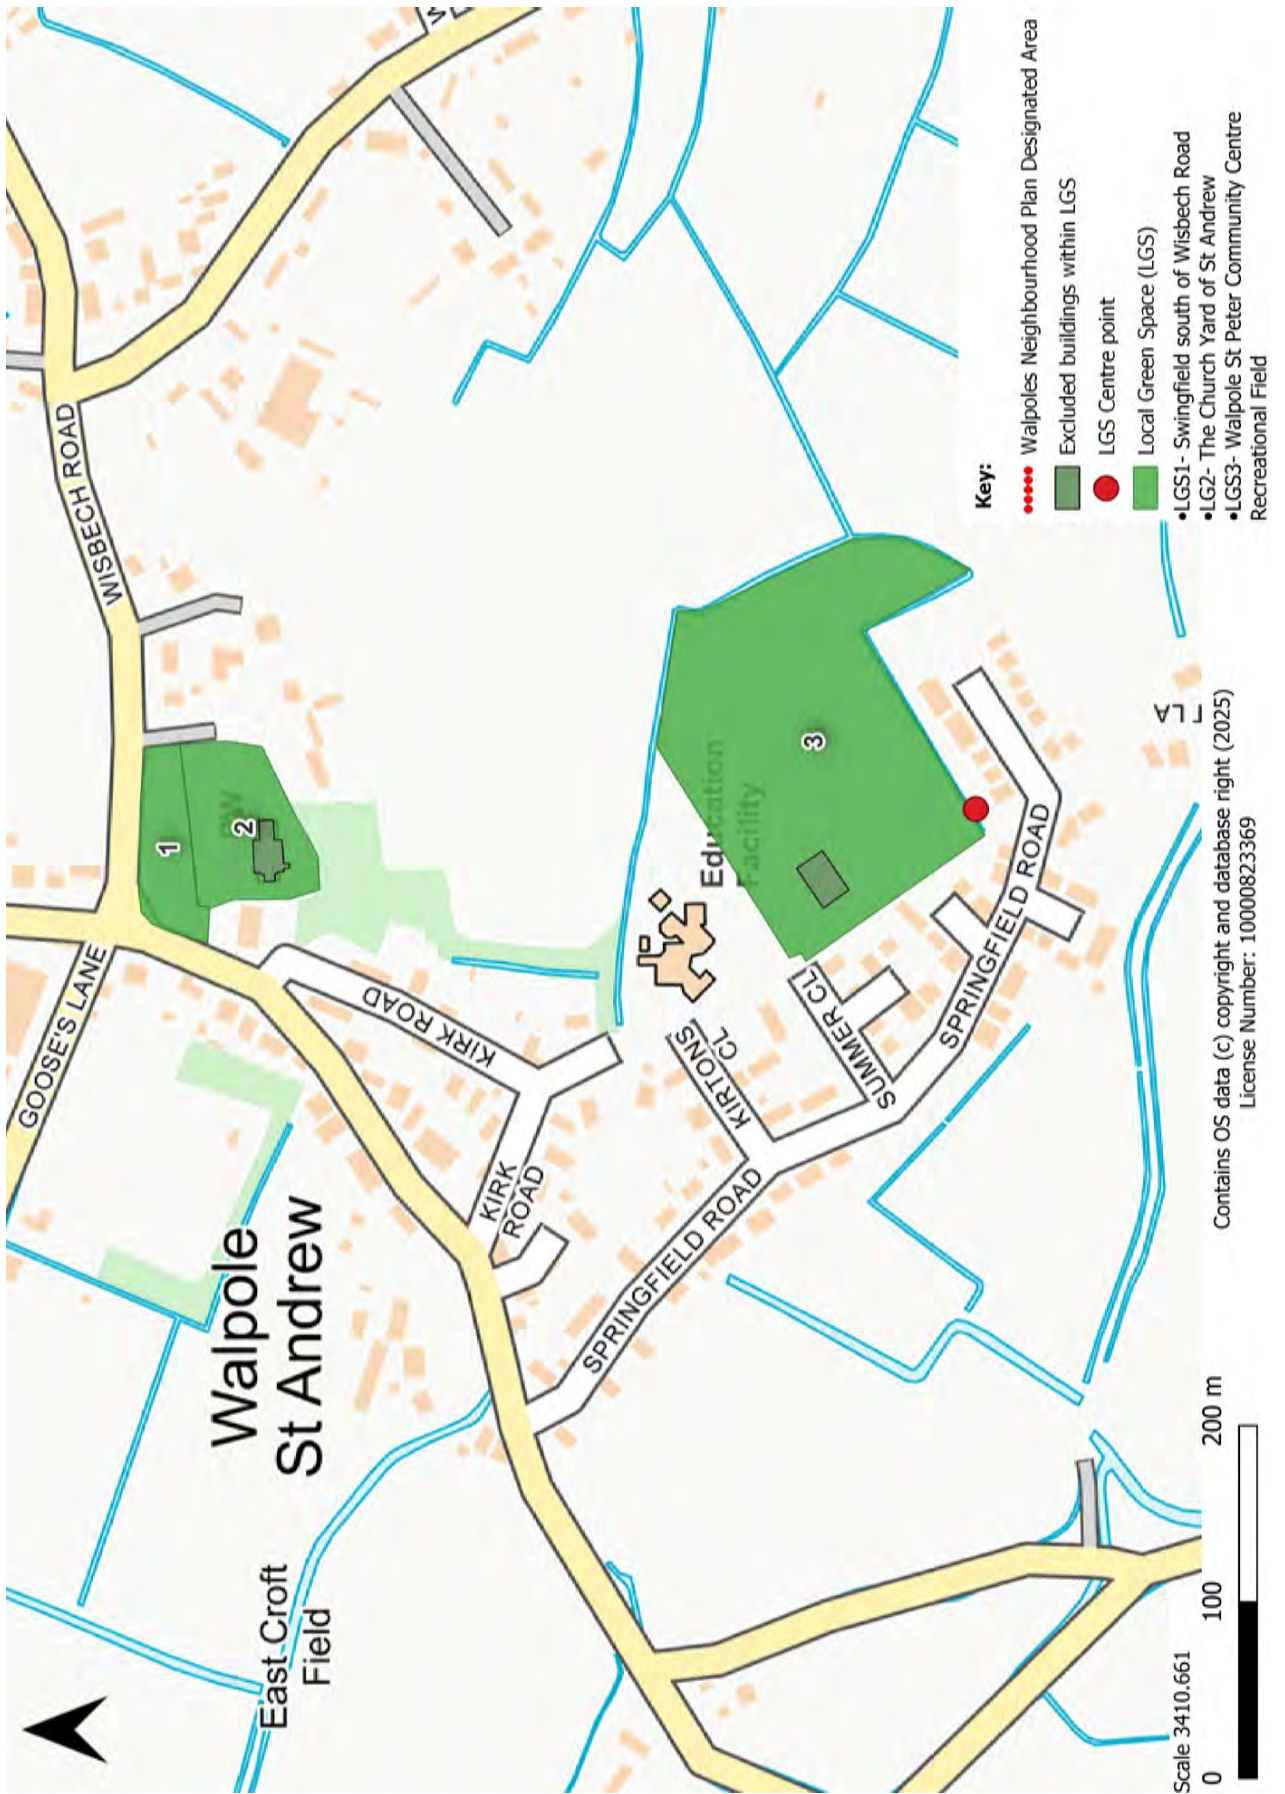 GOOSE'S LANE
WISBECH ROAD
W
1
2
PW
KIRK ROAD
KIRK
ROAD
Walpole
St Andrew
East Croft
Field
Education
Facility
3
KIRTONS
CL
SUMMER CL
SPRINGFIELD ROAD
SPRINGFIELD ROAD
Key:
Walpoles Neighbourhood Plan Designated Area
Excluded buildings within LGS
LGS Centre point
Local Green Space (LGS)
•LGS1- Swingfield south of Wisbech Road
•LG2- The Church Yard of St Andrew
•LGS3- Walpole St Peter Community Centre
Recreational Field
Scale 3410.661
0 100 200 m
Contains OS data (c) copyright and database right (2025)
License Number: 10000823369